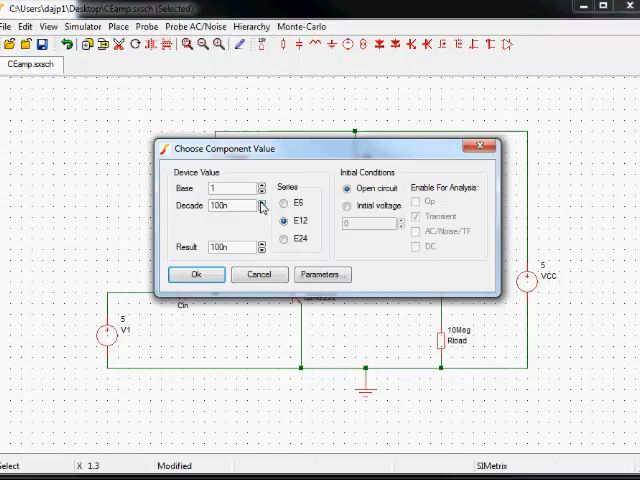 C:\Users\dajp1\Desktop\CEamp.sxsch (Selected)
File Edit View Simulator Place Probe Probe AC/Noise Hierarchy Monte-Carlo
CEamp.sxsch
Choose Component Value
Device Value
Base 1
Decade 100n
Result 100n
Series
E6
E12
E24
Initial Conditions
Open circuit
Initial voltage
0
Enable For Analysis:
Op
Transient
AC/Noise/TF
DC
Ok Cancel Parameters...
5
VCC
Cin
5
V1
10Meg
Rload
Select X 1.3 Modified SIMetrix